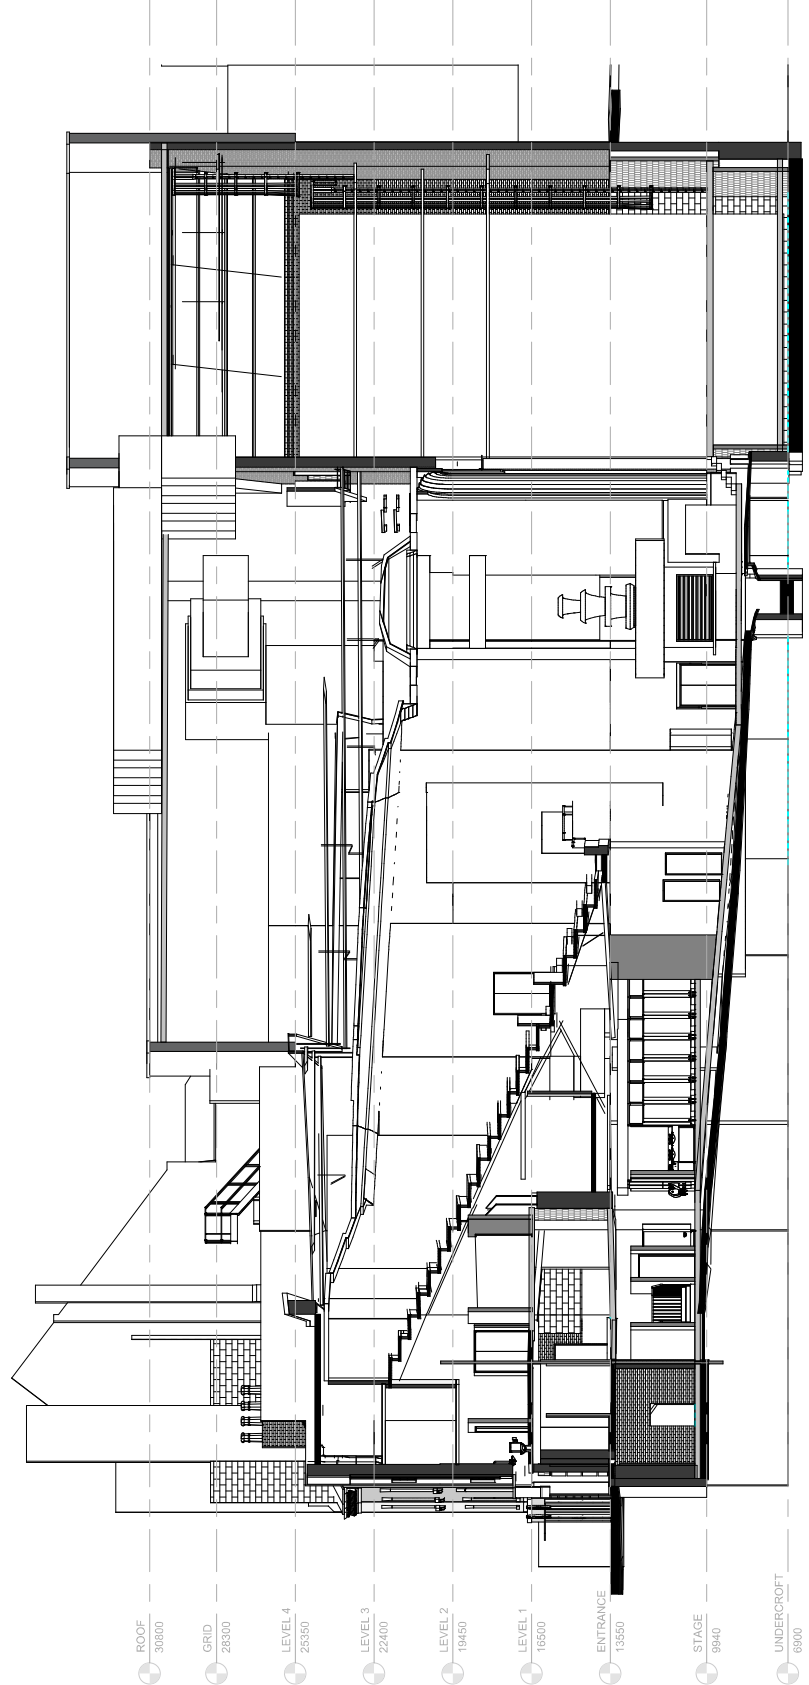 ROOF
30800
GRID
28300
LEVEL 4
25350
LEVEL 3
22400
LEVEL 2
19450
LEVEL 1
16500
ENTRANCE
13550
STAGE
9940
UNDERCROFT
6900